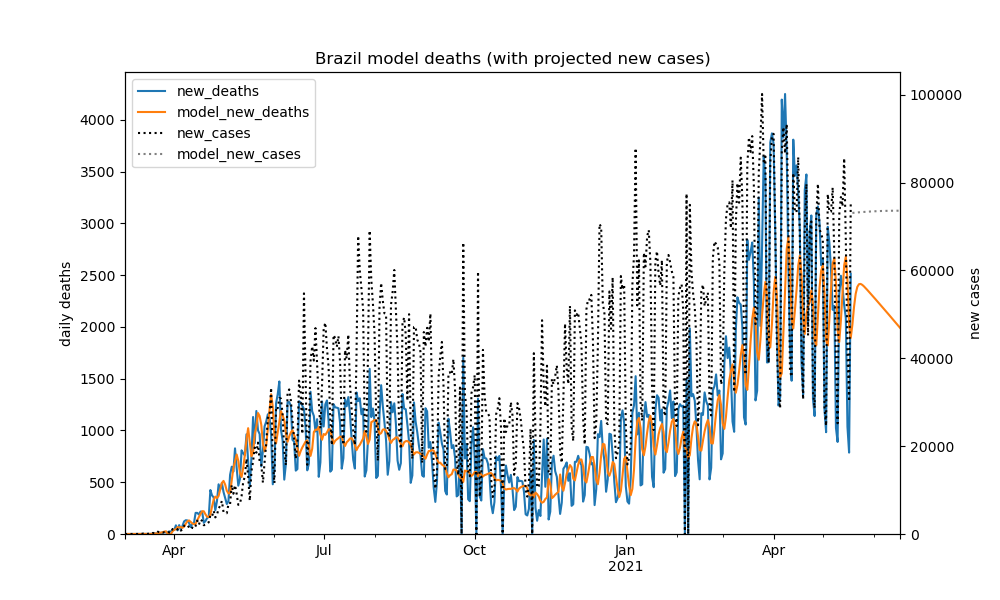 Brazil model deaths (with projected new cases)
new_deaths
model_new_deaths
new_cases
model_new_cases
daily deaths
4000
3500
3000
2500
2000
1500
1000
500
0
new cases
100000
80000
60000
40000
20000
0
Apr
Jul
Oct
Jan
2021
Apr